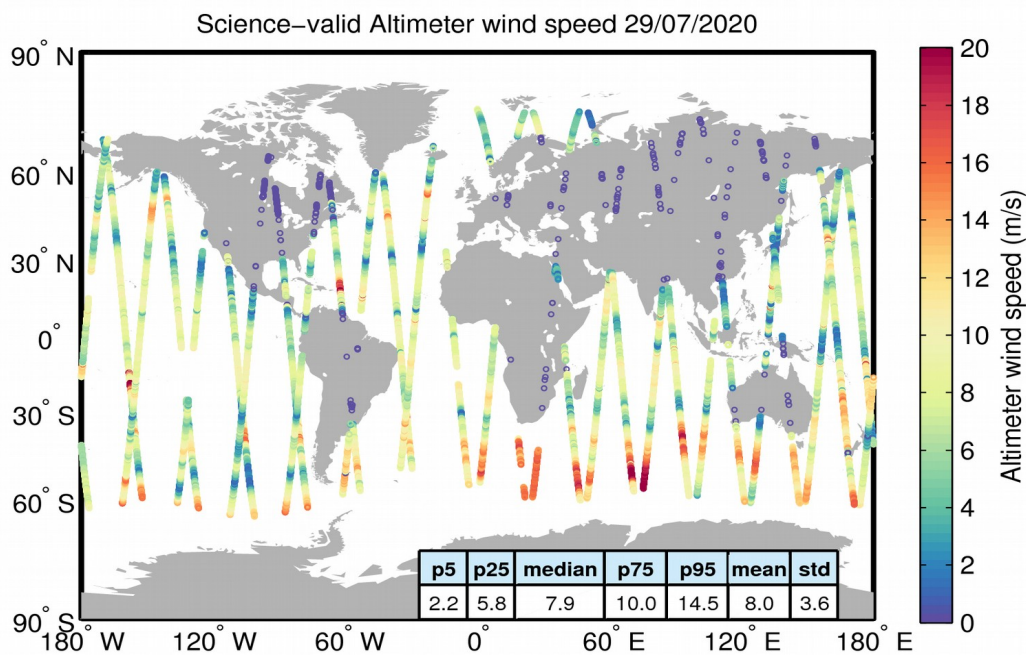 Science−valid Altimeter wind speed 29/07/2020
90° N
60° N
30° N
0°
30° S
60° S
90° S
180° W
120° W
60° W
0°
60° E
120° E
180° E
p5 p25 median p75 p95 mean std
2.2 5.8 7.9 10.0 14.5 8.0 3.6
20
18
16
14
12
10
8
6
4
2
0
Altimeter wind speed (m/s)